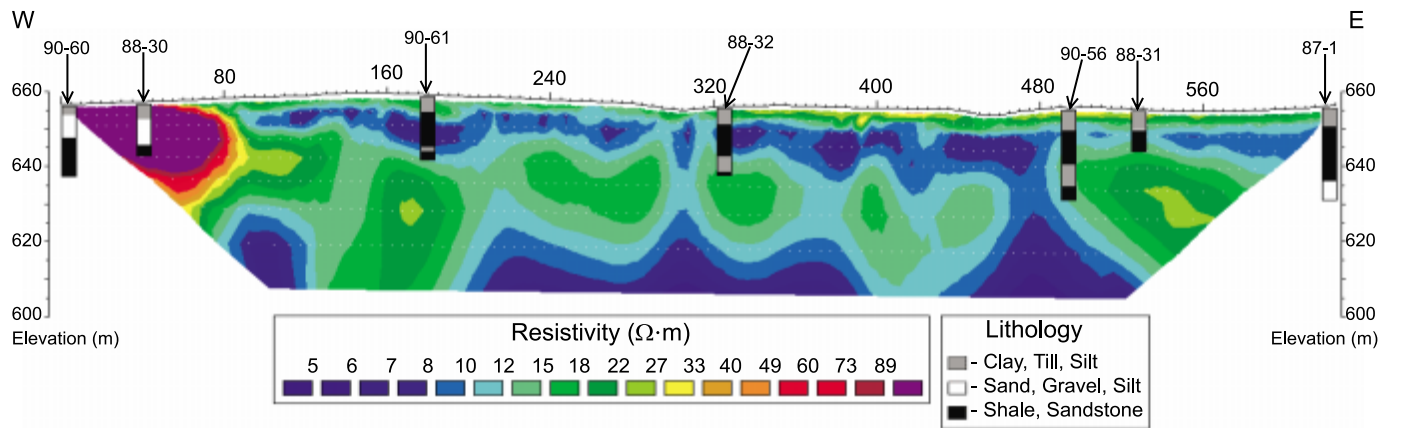 W E
90-60 88-30 90-61 88-32 90-56 88-31 87-1
80 160 240 320 400 480 560
660 660
640 640
620 620
600 600
Elevation (m) Elevation (m)
Resistivity (Ω·m)
5 6 7 8 10 12 15 18 22 27 33 40 49 60 73 89
Lithology
- Clay, Till, Silt
- Sand, Gravel, Silt
- Shale, Sandstone